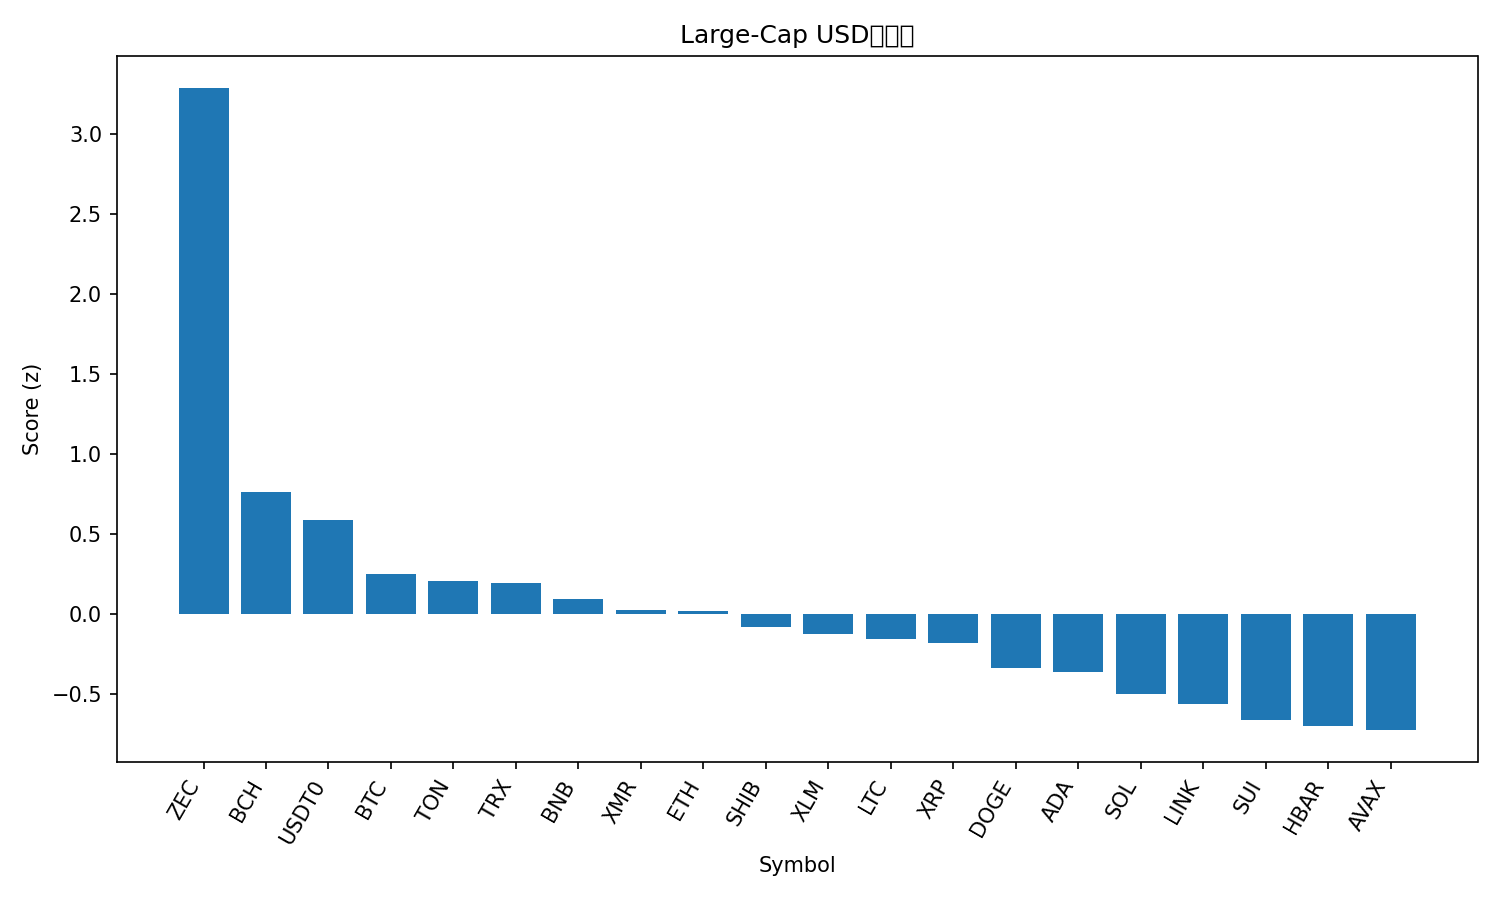 Large-Cap USD
3.0
2.5
2.0
1.5
1.0
0.5
0.0
−0.5
Score (z)
ZEC BCH USDT0 BTC TON TRX BNB XMR ETH SHIB XLM LTC XRP DOGE ADA SOL LINK SUI HBAR AVAX
Symbol